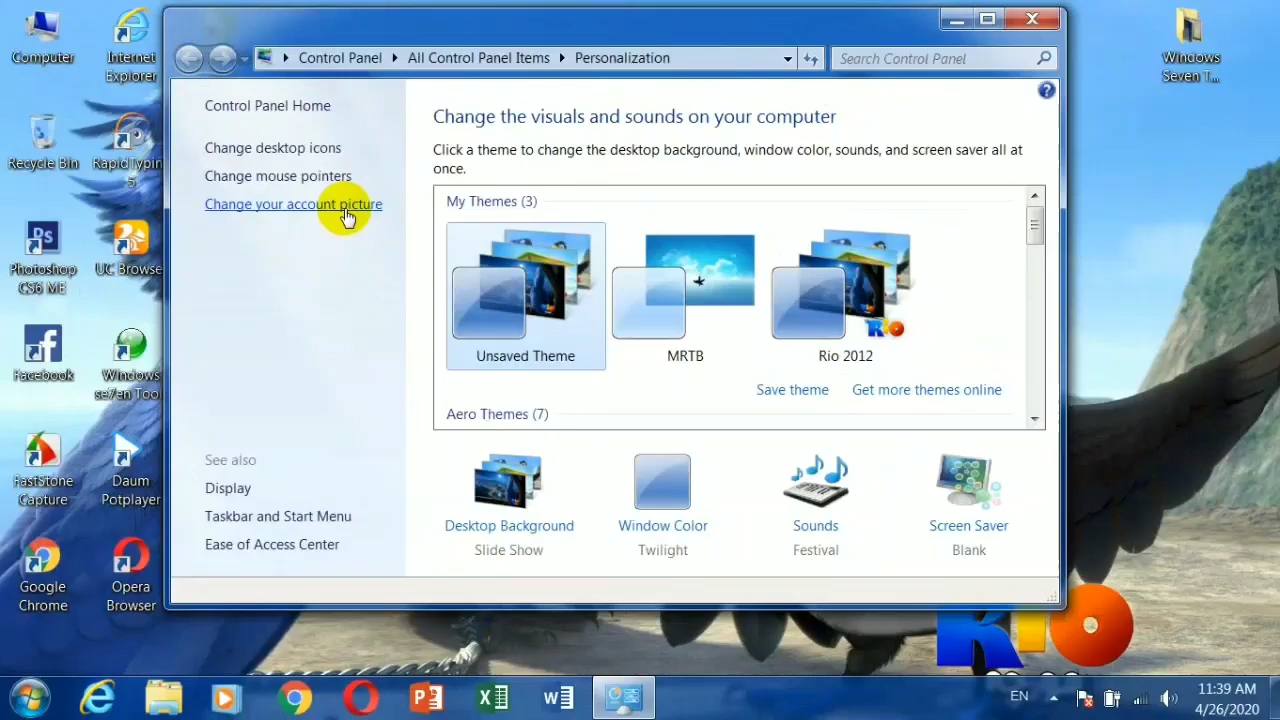 Computer
Internet
Explorer
Recycle Bin
RapidTyping
5
Ps
Photoshop
CS6 ME
UC Browser
Facebook
Windows
se7en Too
FastStone
Capture
Daum
Potplayer
Google
Chrome
Opera
Browser
Windows
Seven T...
Control Panel
All Control Panel Items
Personalization
Search Control Panel
Control Panel Home
Change desktop icons
Change mouse pointers
Change your account picture
See also
Display
Taskbar and Start Menu
Ease of Access Center
Change the visuals and sounds on your computer
Click a theme to change the desktop background, window color, sounds, and screen saver all at
once.
My Themes (3)
Unsaved Theme
MRTB
RIO
Rio 2012
Save theme
Get more themes online
Aero Themes (7)
Desktop Background
Slide Show
Window Color
Twilight
Sounds
Festival
Screen Saver
Blank
RIO
EN
11:39 AM
4/26/2020